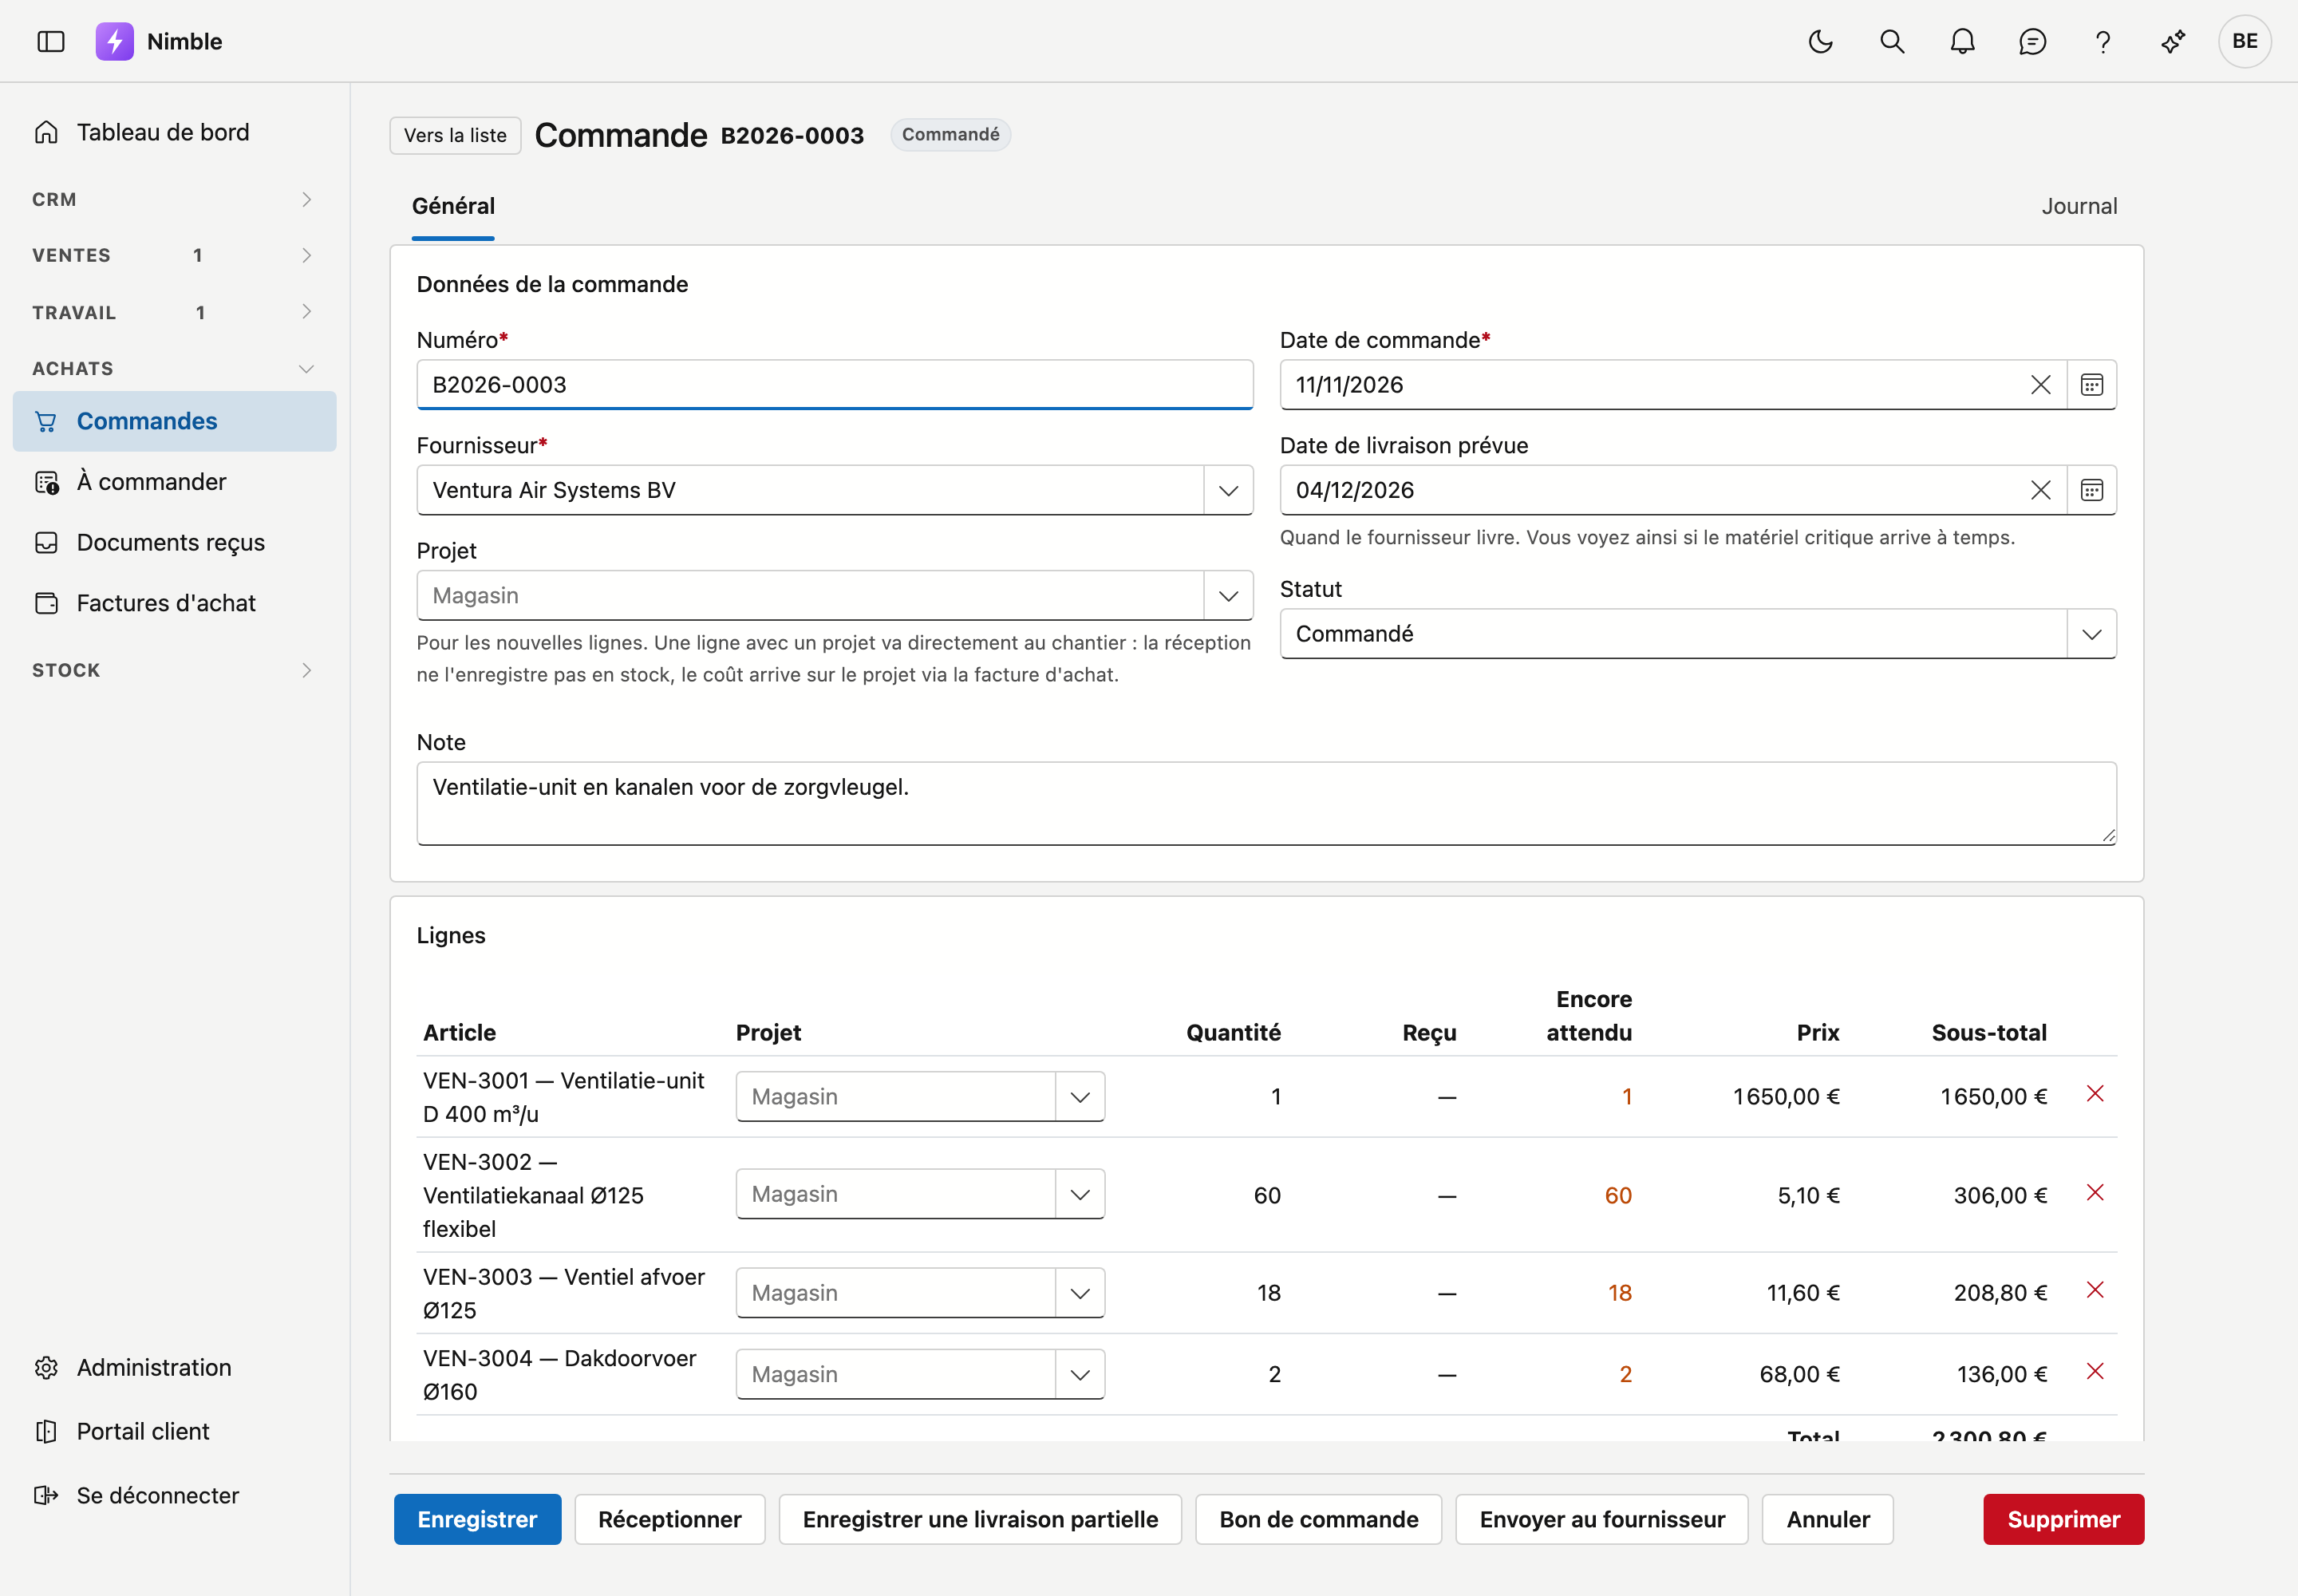 Nimble
BE
Tableau de bord
CRM
VENTES 1
TRAVAIL 1
ACHATS
Commandes
À commander
Documents reçus
Factures d'achat
STOCK
Administration
Portail client
Se déconnecter
Vers la liste Commande B2026-0003 Commandé
Général Journal
Données de la commande
Numéro*
B2026-0003
Date de commande*
11/11/2026
Fournisseur*
Ventura Air Systems BV
Date de livraison prévue
04/12/2026
Quand le fournisseur livre. Vous voyez ainsi si le matériel critique arrive à temps.
Projet
Magasin
Pour les nouvelles lignes. Une ligne avec un projet va directement au chantier : la réception
ne l'enregistre pas en stock, le coût arrive sur le projet via la facture d'achat.
Statut
Commandé
Note
Ventilatie-unit en kanalen voor de zorgvleugel.
Lignes
Article Projet Quantité Reçu Encore attendu Prix Sous-total
VEN-3001 — Ventilatie-unit
D 400 m³/u
Magasin 1 — 1 1 650,00 € 1 650,00 €
VEN-3002 —
Ventilatiekanaal Ø125
flexibel
Magasin 60 — 60 5,10 € 306,00 €
VEN-3003 — Ventiel afvoer
Ø125
Magasin 18 — 18 11,60 € 208,80 €
VEN-3004 — Dakdoorvoer
Ø160
Magasin 2 — 2 68,00 € 136,00 €
Total 2 300,80 €
Enregistrer Réceptionner Enregistrer une livraison partielle Bon de commande Envoyer au fournisseur Annuler Supprimer